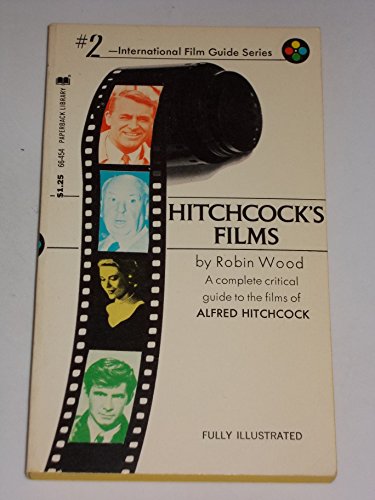 #2 —International Film Guide Series
$1.25 66-454 PAPERBACK LIBRARY
HITCHCOCK'S
FILMS
by Robin Wood
A complete critical
guide to the films of
ALFRED HITCHCOCK
FULLY ILLUSTRATED